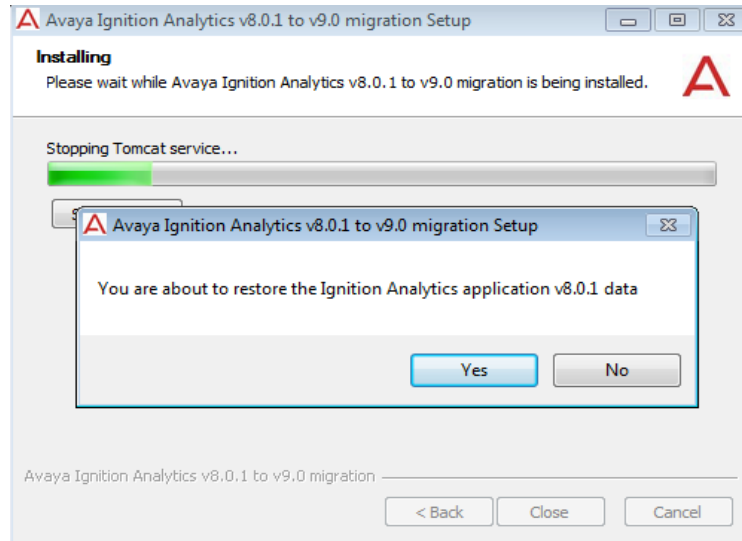 Avaya Ignition Analytics v8.0.1 to v9.0 migration Setup
Installing
Please wait while Avaya Ignition Analytics v8.0.1 to v9.0 migration is being installed.
Stopping Tomcat service...
Avaya Ignition Analytics v8.0.1 to v9.0 migration Setup
You are about to restore the Ignition Analytics application v8.0.1 data
Yes No
Avaya Ignition Analytics v8.0.1 to v9.0 migration
< Back Close Cancel